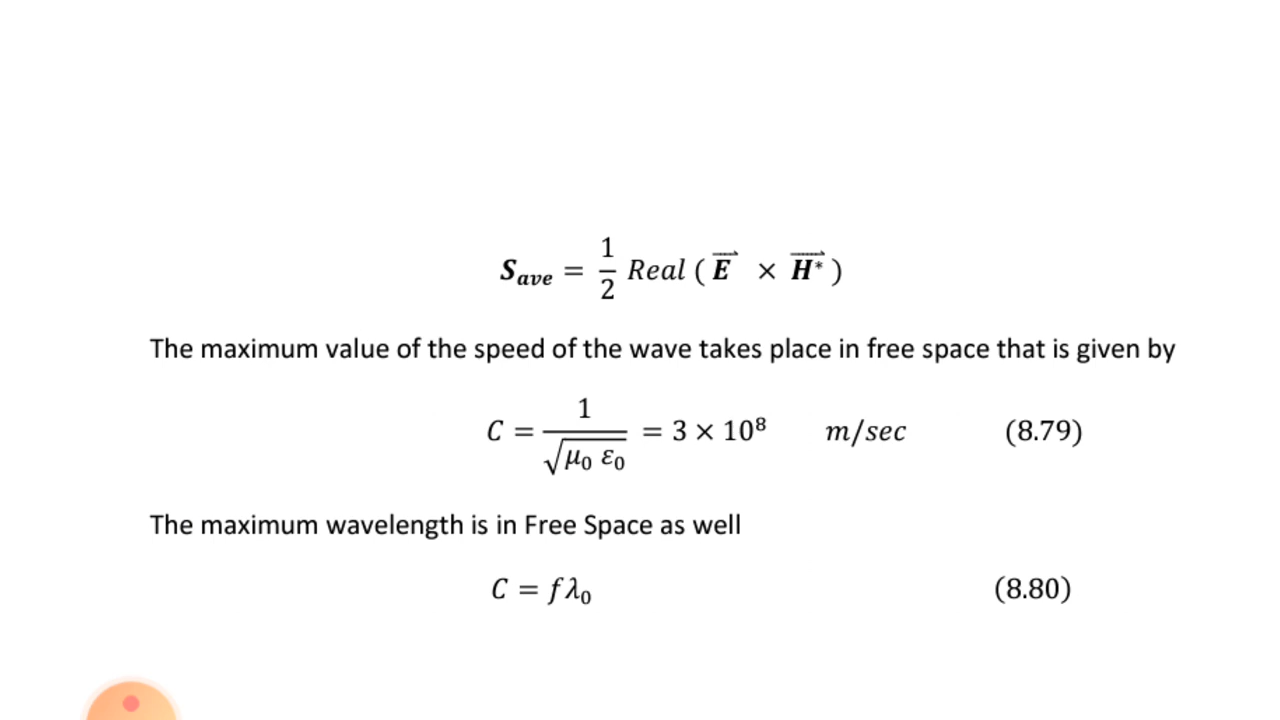 S_ave = 1/2 Real ( E⃗ × H⃗* )
The maximum value of the speed of the wave takes place in free space that is given by
C = 1/√(μ₀ ε₀) = 3 × 10⁸ m/sec (8.79)
The maximum wavelength is in Free Space as well
C = fλ₀ (8.80)